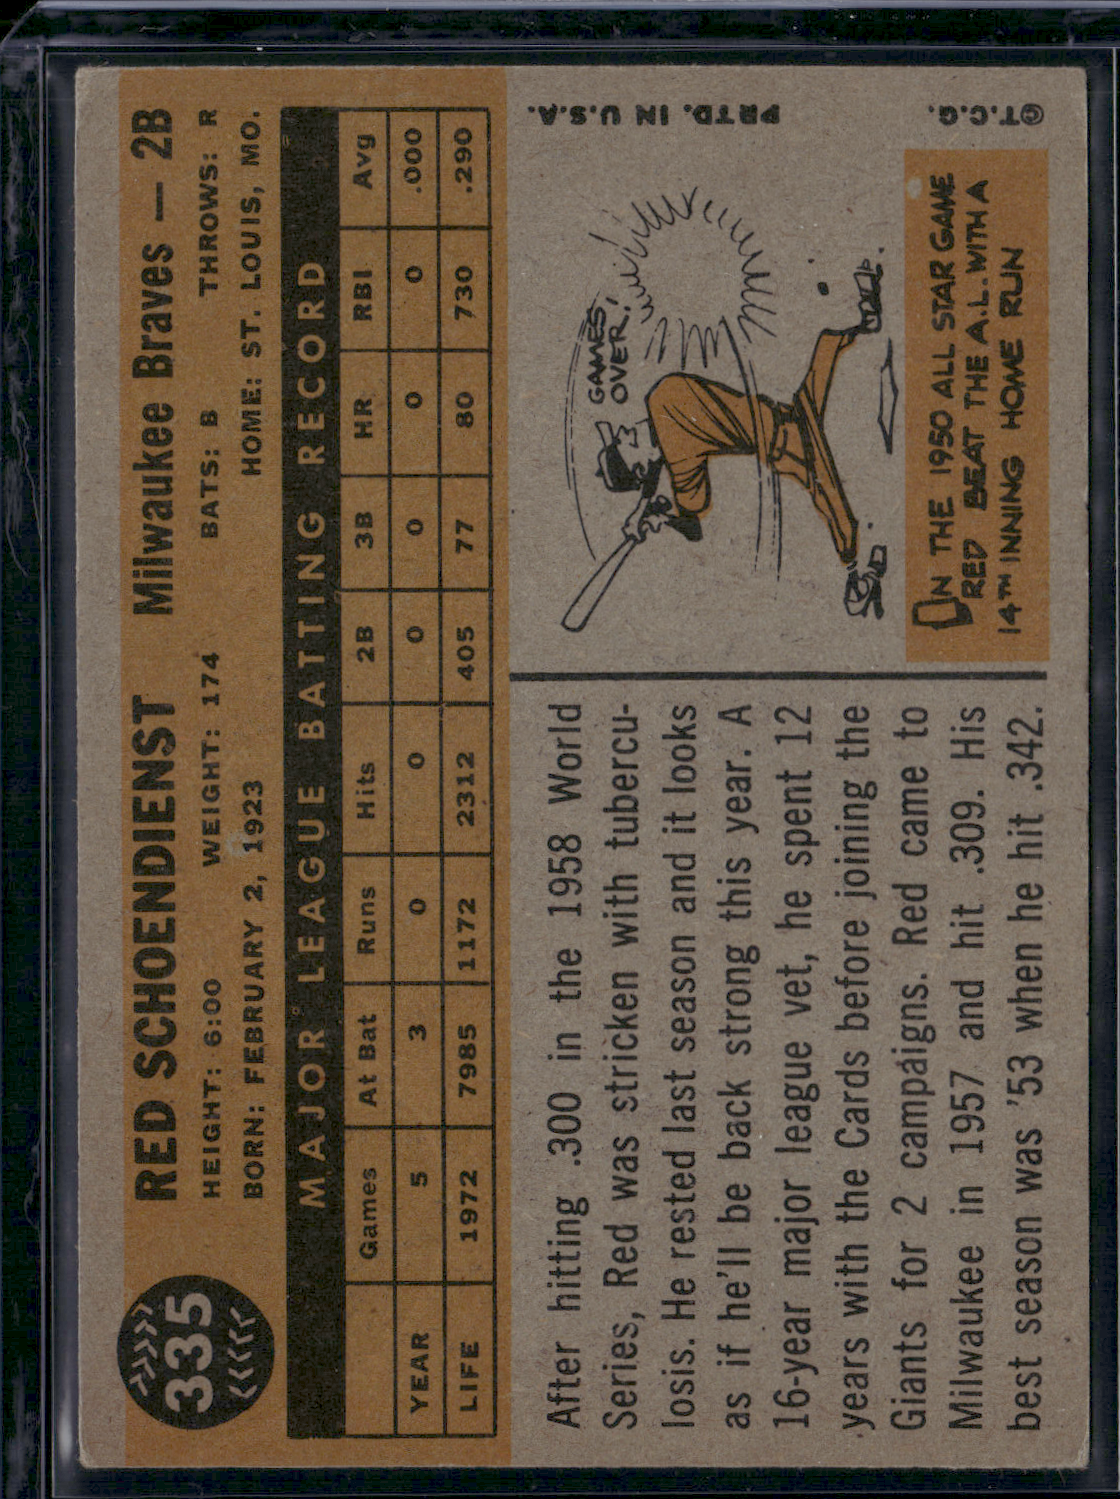 335
RED SCHOENDIENST Milwaukee Braves — 2B
HEIGHT: 6:00 WEIGHT: 174 BATS: B THROWS: R
BORN: FEBRUARY 2, 1923 HOME: ST. LOUIS, MO.
MAJOR LEAGUE BATTING RECORD
Games At Bat Runs Hits 2B 3B HR RBI Avg
YEAR 5 3 0 0 0 0 0 0 .000
LIFE 1972 7985 1172 2312 405 77 80 730 .290
After hitting .300 in the 1958 World
Series, Red was stricken with tubercu-
losis. He rested last season and it looks
as if he'll be back strong this year. A
16-year major league vet, he spent 12
years with the Cards before joining the
Giants for 2 campaigns. Red came to
Milwaukee in 1957 and hit .309. His
best season was '53 when he hit .342.
GAMES
OVER!
IN THE 1950 ALL STAR GAME
RED BEAT THE A.L. WITH A
14TH INNING HOME RUN
©T.C.G. PRTD. IN U.S.A.